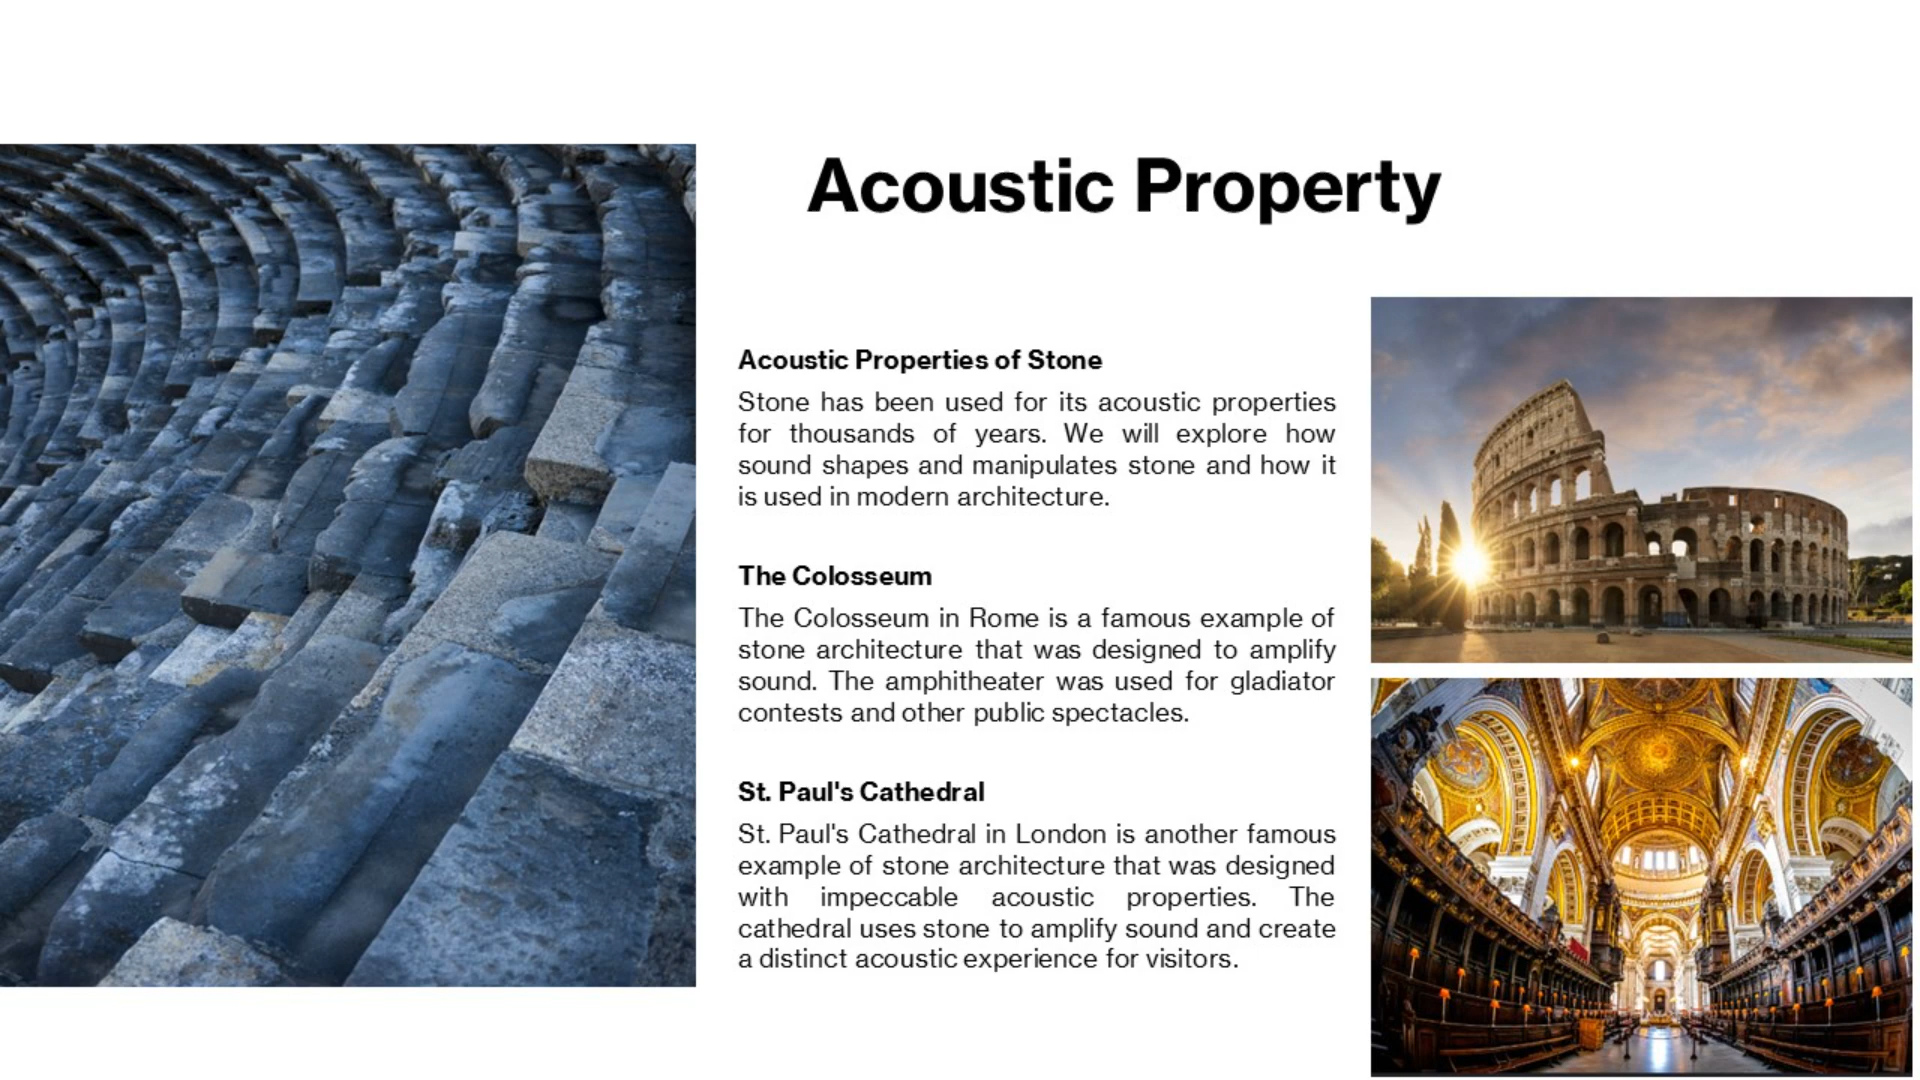 Acoustic Property
Acoustic Properties of Stone
Stone has been used for its acoustic properties
for thousands of years. We will explore how
sound shapes and manipulates stone and how it
is used in modern architecture.
The Colosseum
The Colosseum in Rome is a famous example of
stone architecture that was designed to amplify
sound. The amphitheater was used for gladiator
contests and other public spectacles.
St. Paul's Cathedral
St. Paul's Cathedral in London is another famous
example of stone architecture that was designed
with impeccable acoustic properties. The
cathedral uses stone to amplify sound and create
a distinct acoustic experience for visitors.